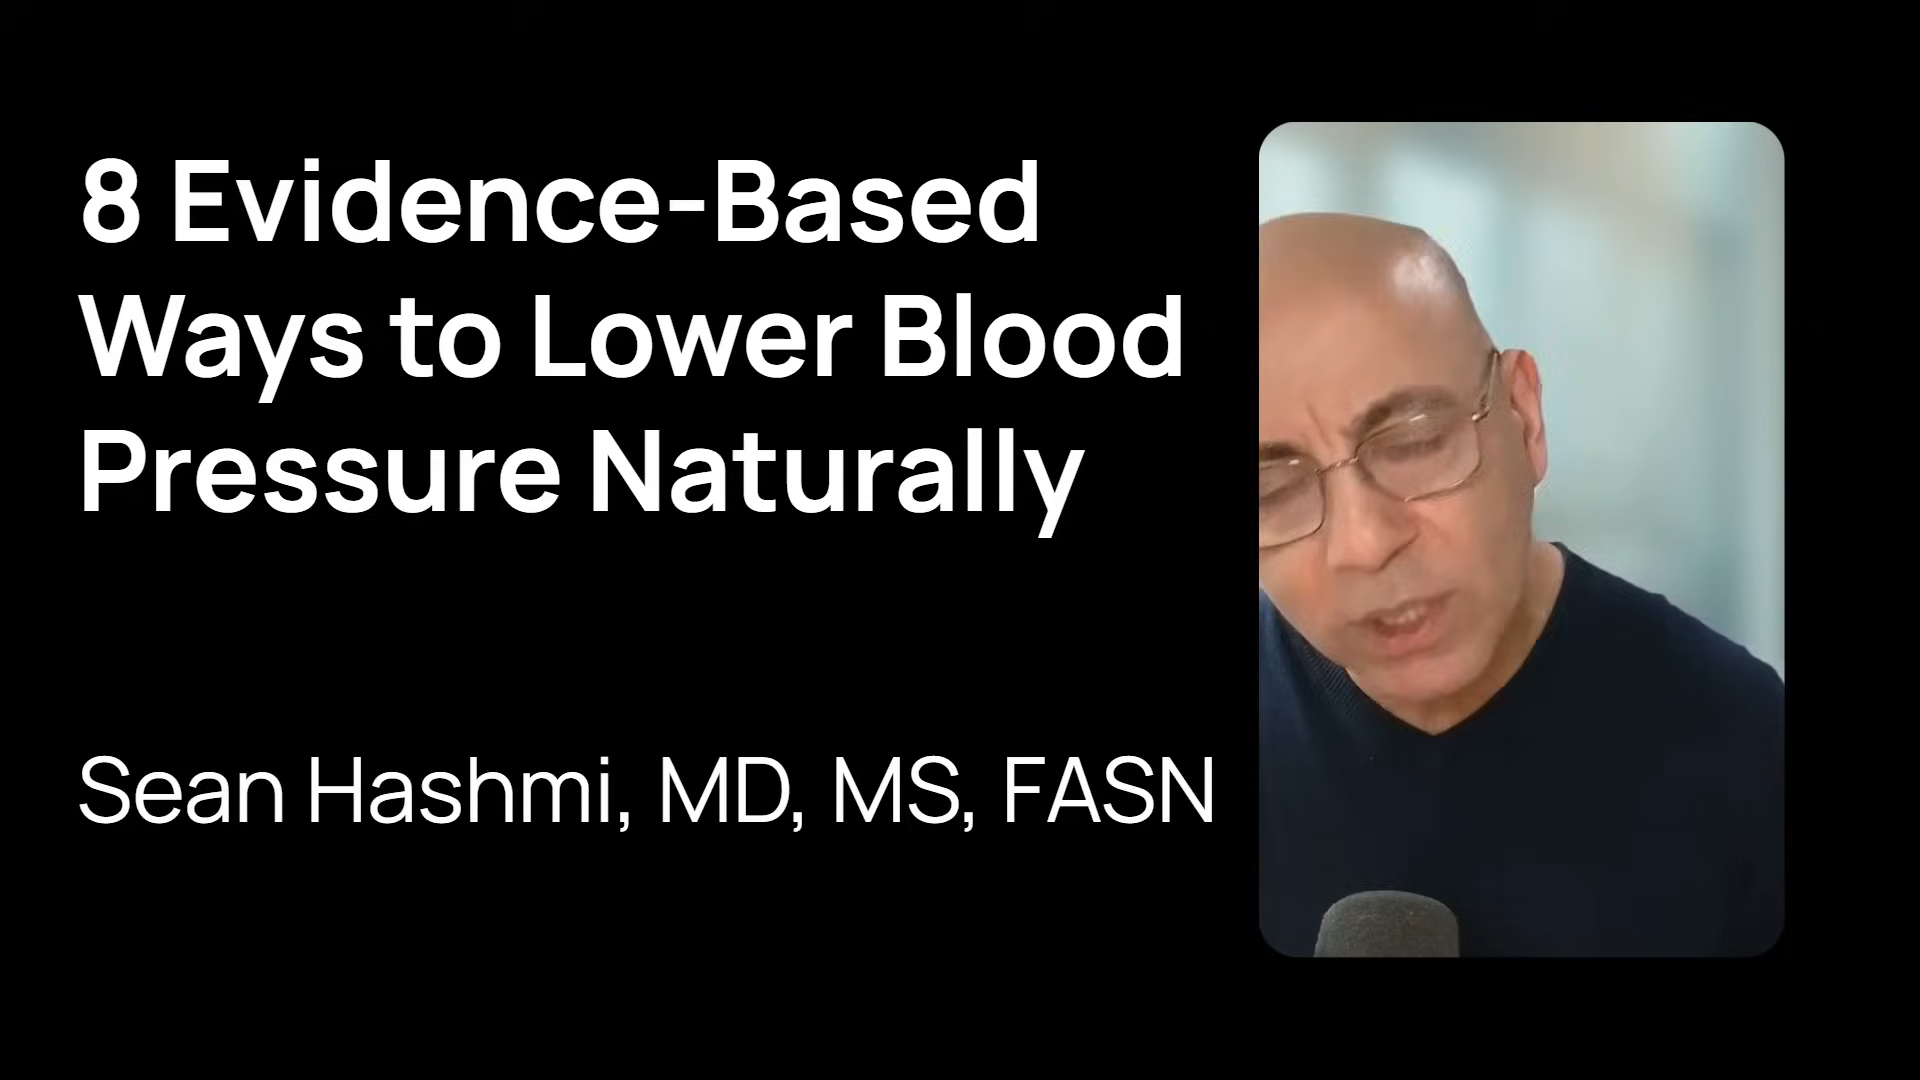 8 Evidence-Based
Ways to Lower Blood
Pressure Naturally
Sean Hashmi, MD, MS, FASN